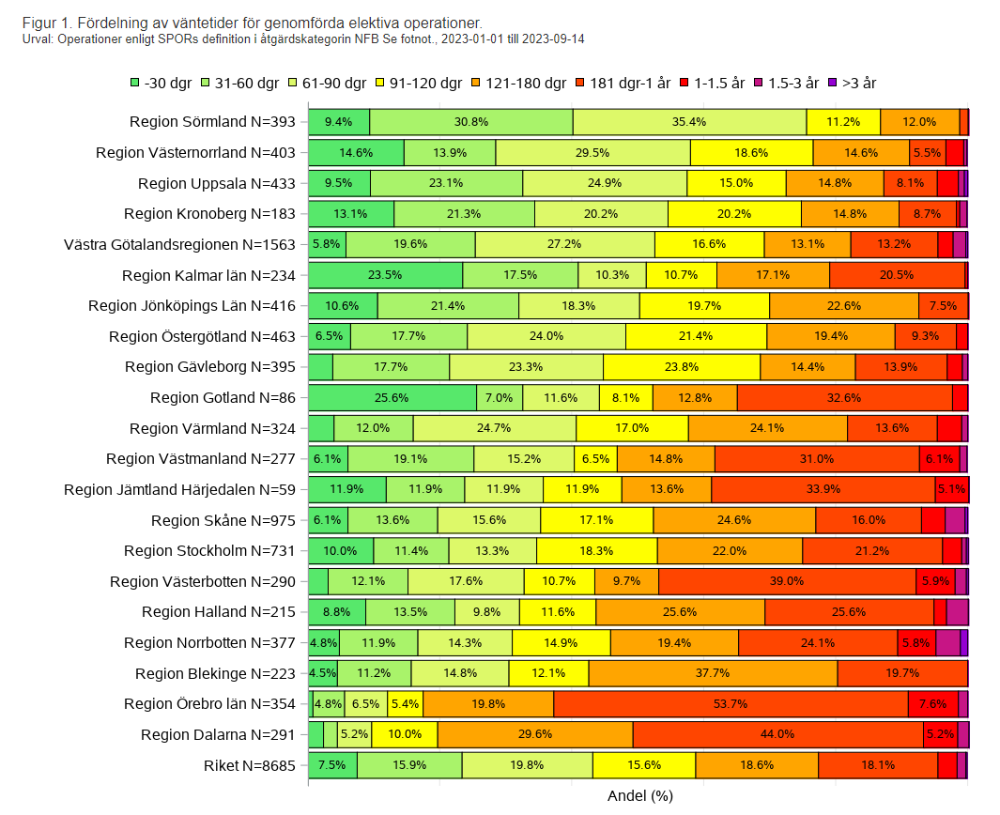 Figur 1. Fördelning av väntetider för genomförda elektiva operationer.
Urval: Operationer enligt SPORs definition i åtgärdskategorin NFB Se fotnot., 2023-01-01 till 2023-09-14
-30 dgr 31-60 dgr 61-90 dgr 91-120 dgr 121-180 dgr 181 dgr-1 år 1-1.5 år 1.5-3 år >3 år
Region Sörmland N=393 9.4% 30.8% 35.4% 11.2% 12.0%
Region Västernorrland N=403 14.6% 13.9% 29.5% 18.6% 14.6% 5.5%
Region Uppsala N=433 9.5% 23.1% 24.9% 15.0% 14.8% 8.1%
Region Kronoberg N=183 13.1% 21.3% 20.2% 20.2% 14.8% 8.7%
Västra Götalandsregionen N=1563 5.8% 19.6% 27.2% 16.6% 13.1% 13.2%
Region Kalmar län N=234 23.5% 17.5% 10.3% 10.7% 17.1% 20.5%
Region Jönköpings Län N=416 10.6% 21.4% 18.3% 19.7% 22.6% 7.5%
Region Östergötland N=463 6.5% 17.7% 24.0% 21.4% 19.4% 9.3%
Region Gävleborg N=395 17.7% 23.3% 23.8% 14.4% 13.9%
Region Gotland N=86 25.6% 7.0% 11.6% 8.1% 12.8% 32.6%
Region Värmland N=324 12.0% 24.7% 17.0% 24.1% 13.6%
Region Västmanland N=277 6.1% 19.1% 15.2% 6.5% 14.8% 31.0% 6.1%
Region Jämtland Härjedalen N=59 11.9% 11.9% 11.9% 11.9% 13.6% 33.9% 5.1%
Region Skåne N=975 6.1% 13.6% 15.6% 17.1% 24.6% 16.0%
Region Stockholm N=731 10.0% 11.4% 13.3% 18.3% 22.0% 21.2%
Region Västerbotten N=290 12.1% 17.6% 10.7% 9.7% 39.0% 5.9%
Region Halland N=215 8.8% 13.5% 9.8% 11.6% 25.6% 25.6%
Region Norrbotten N=377 4.8% 11.9% 14.3% 14.9% 19.4% 24.1% 5.8%
Region Blekinge N=223 4.5% 11.2% 14.8% 12.1% 37.7% 19.7%
Region Örebro län N=354 4.8% 6.5% 5.4% 19.8% 53.7% 7.6%
Region Dalarna N=291 5.2% 10.0% 29.6% 44.0% 5.2%
Riket N=8685 7.5% 15.9% 19.8% 15.6% 18.6% 18.1%
Andel (%)